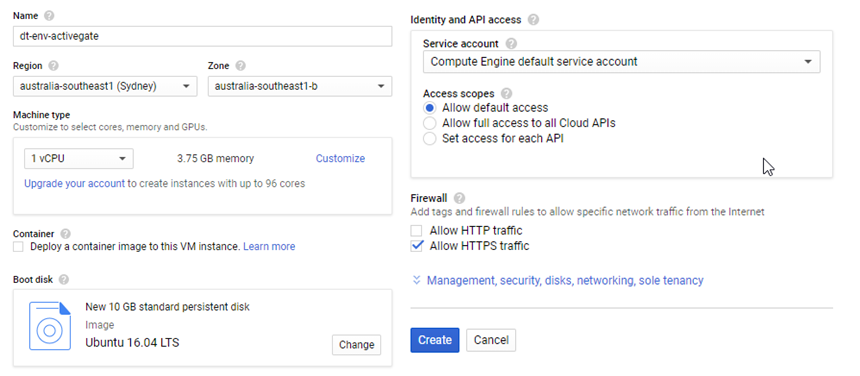 Name
dt-env-activegate
Region
Zone
australia-southeast1 (Sydney)
australia-southeast1-b
Machine type
Customize to select cores, memory and GPUs.
1 vCPU
3.75 GB memory
Customize
Upgrade your account to create instances with up to 96 cores
Container
Deploy a container image to this VM instance. Learn more
Boot disk
New 10 GB standard persistent disk
Image
Ubuntu 16.04 LTS
Change
Identity and API access
Service account
Compute Engine default service account
Access scopes
Allow default access
Allow full access to all Cloud APIs
Set access for each API
Firewall
Add tags and firewall rules to allow specific network traffic from the Internet
Allow HTTP traffic
Allow HTTPS traffic
Management, security, disks, networking, sole tenancy
Create
Cancel